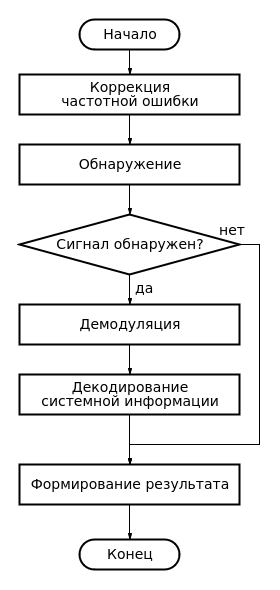 Начало
Коррекция
частотной ошибки
Обнаружение
Сигнал обнаружен?
нет
да
Демодуляция
Декодирование
системной информации
Формирование результата
Конец